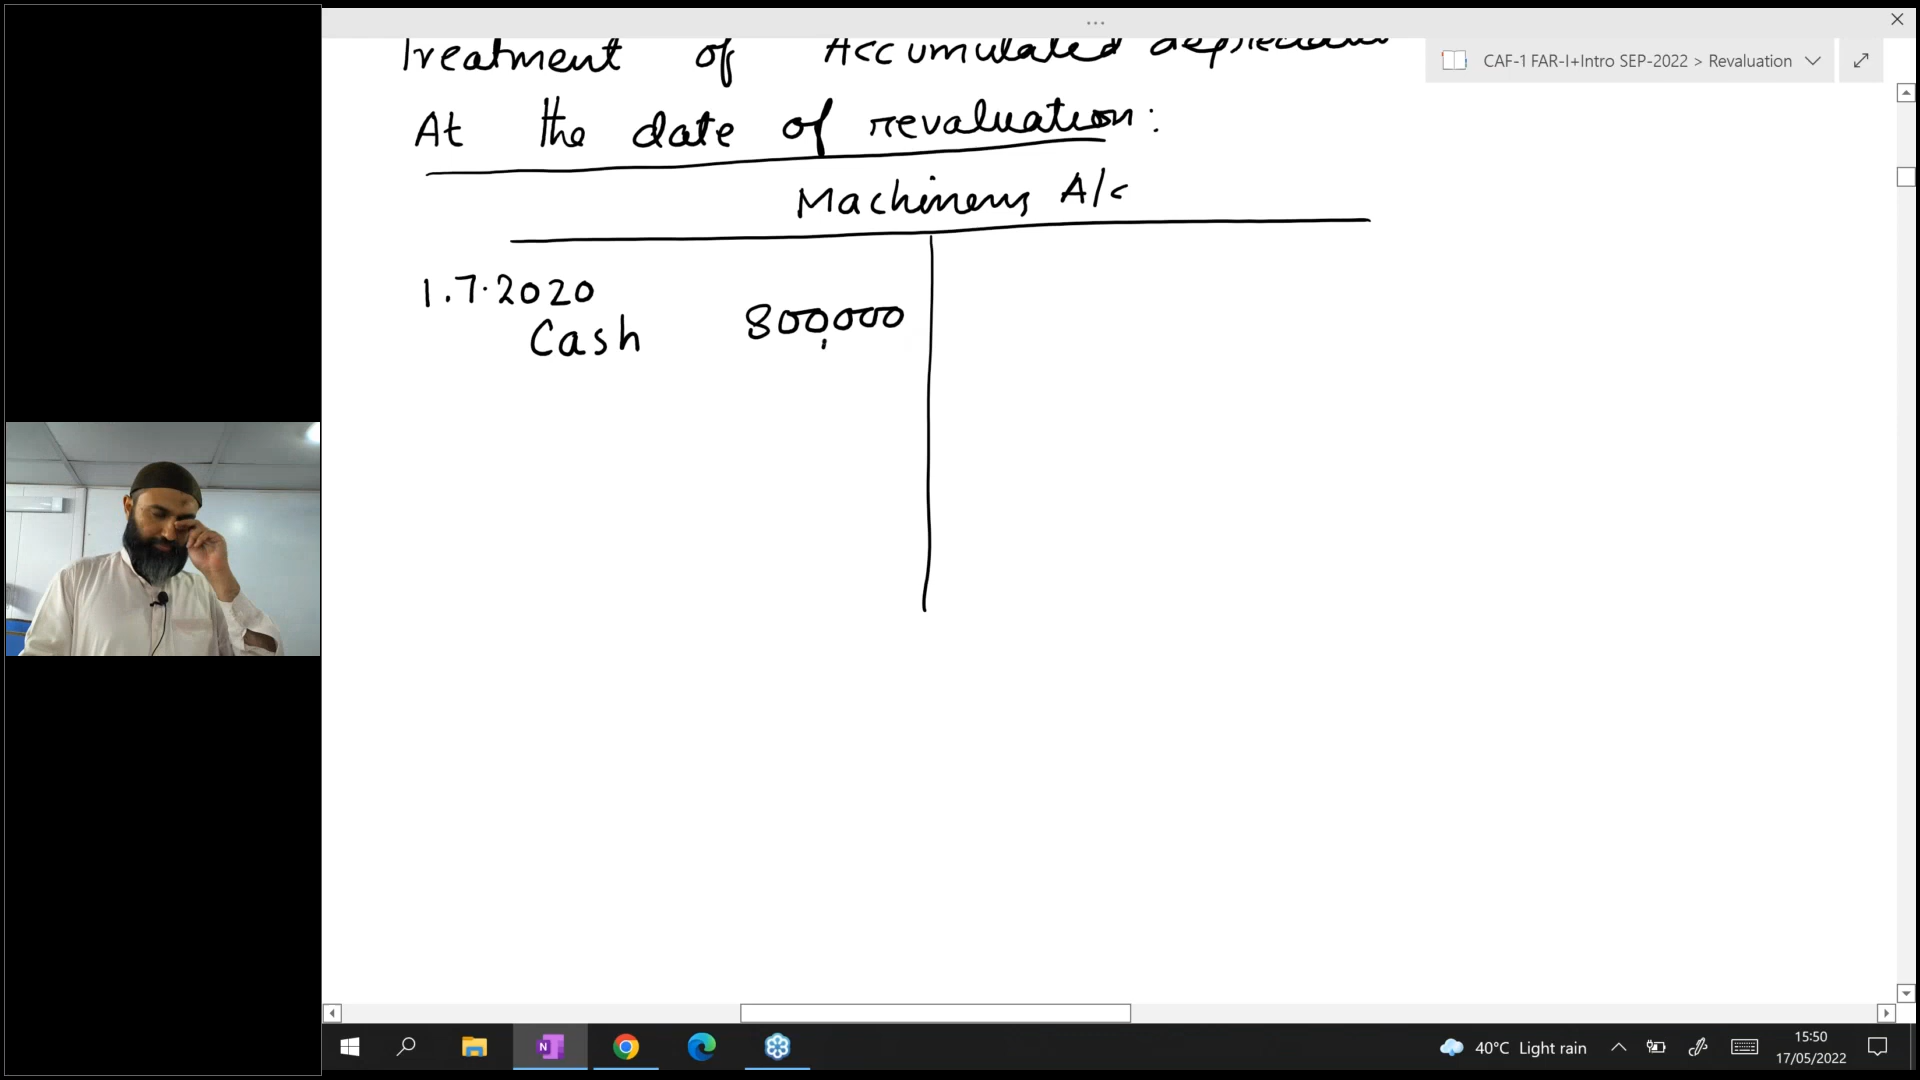 Treatment of Accumulated depreciation
CAF-1 FAR-I+Intro SEP-2022 > Revaluation
At the date of revaluation:
Machinery A/c
1.7.2020
Cash 800,000
40°C Light rain
15:50
17/05/2022